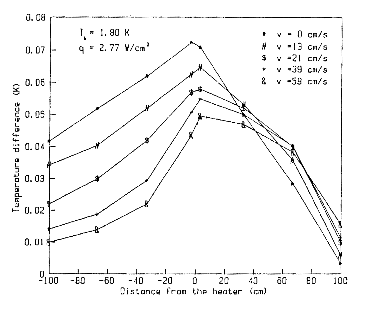 T_b = 1.80 K
q = 2.77 W/cm²
v = 0 cm/s
# v =13 cm/s
$ v =21 cm/s
v =39 cm/s
& v =58 cm/s
0.08
0.07
0.06
0.05
0.04
0.03
0.02
0.01
0
Temperature difference (K)
-100 -80 -60 -40 -20 0 20 40 60 80 100
Distance from the heater (cm)